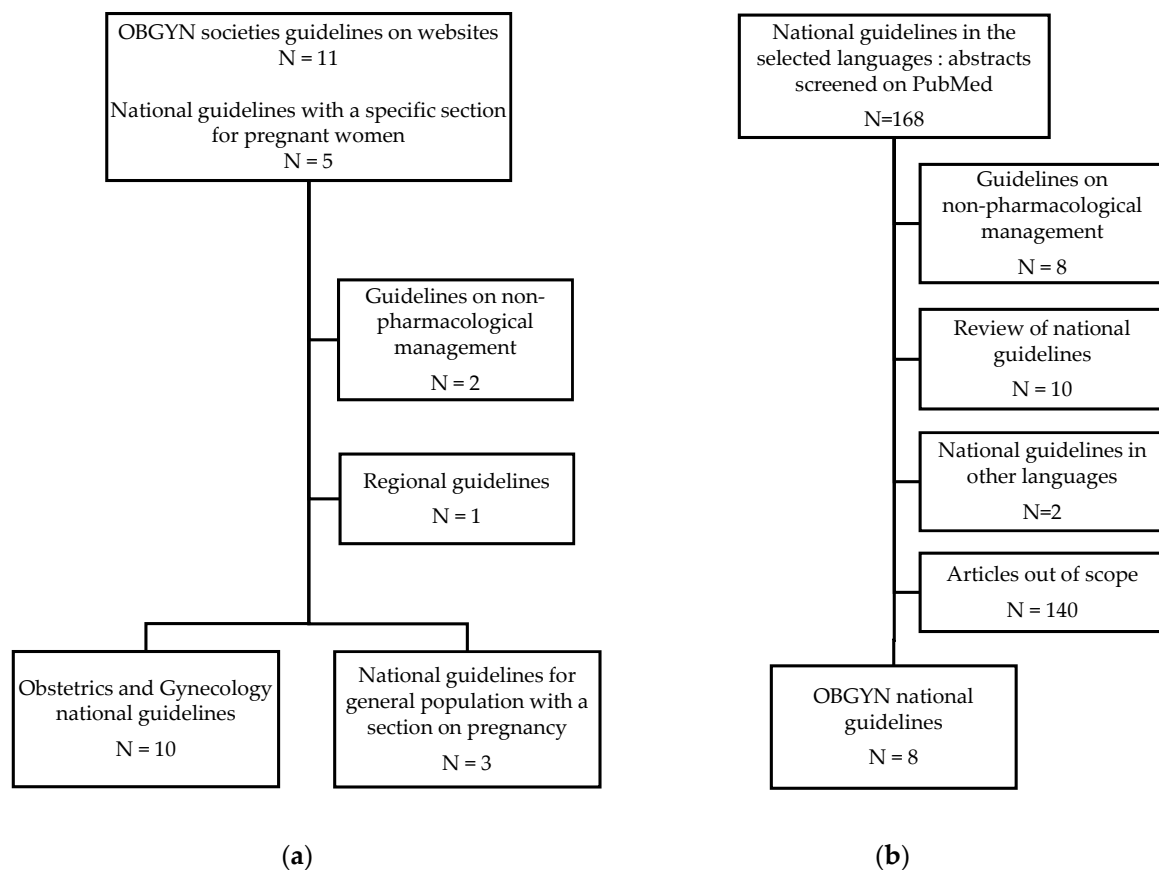 OBGYN societies guidelines on websites
N = 11
National guidelines with a specific section
for pregnant women
N = 5
Guidelines on non-
pharmacological
management
N = 2
Regional guidelines
N = 1
Obstetrics and Gynecology
national guidelines
N = 10
National guidelines for
general population with a
section on pregnancy
N = 3
(a)
National guidelines in the
selected languages : abstracts
screened on PubMed
N=168
Guidelines on
non-pharmacological
management
N = 8
Review of national
guidelines
N = 10
National guidelines in
other languages
N=2
Articles out of scope
N = 140
OBGYN national
guidelines
N = 8
(b)